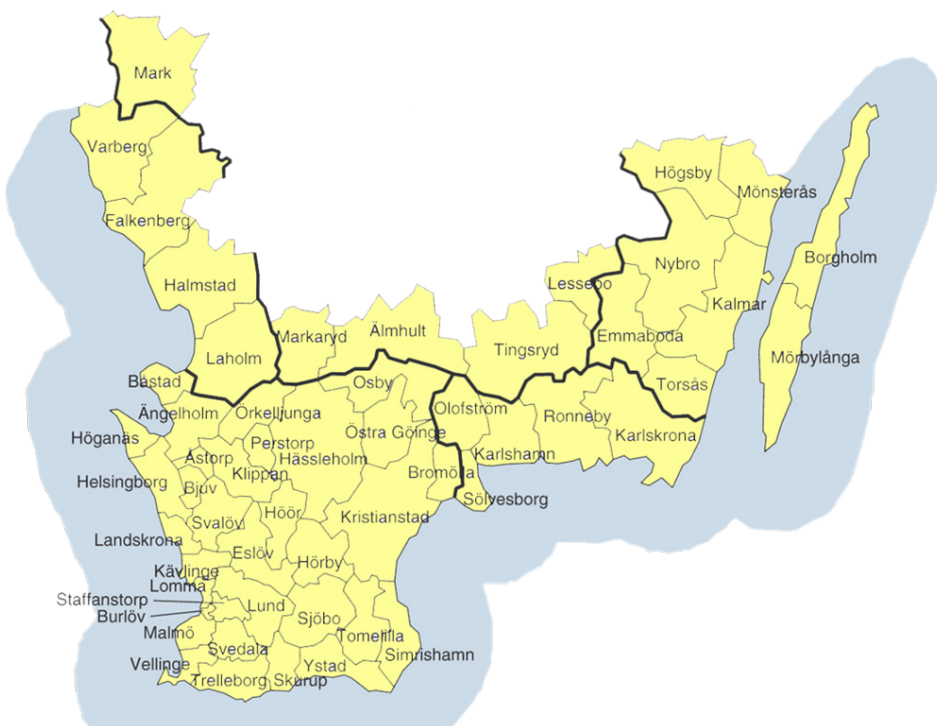 Mark
Varberg
Högsby
Mönsterås
Falkenberg
Borgholm
Nybro
Halmstad
Lessebo
Kalmar
Markaryd
Älmhult
Emmaboda
Tingsryd
Laholm
Mörbylånga
Båstad
Osby
Torsås
Ängelholm
Örkelljunga
Olofström
Ronneby
Östra Göinge
Karlskrona
Höganäs
Perstorp
Åstorp
Hässleholm
Karlshamn
Klippan
Bromölla
Helsingborg
Bjuv
Sölvesborg
Höör
Kristianstad
Svalöv
Landskrona
Eslöv
Hörby
Kävlinge
Lomma
Staffanstorp
Lund
Burlöv
Sjöbo
Malmö
Tomelilla
Svedala
Simrishamn
Vellinge
Ystad
Trelleborg
Skurup